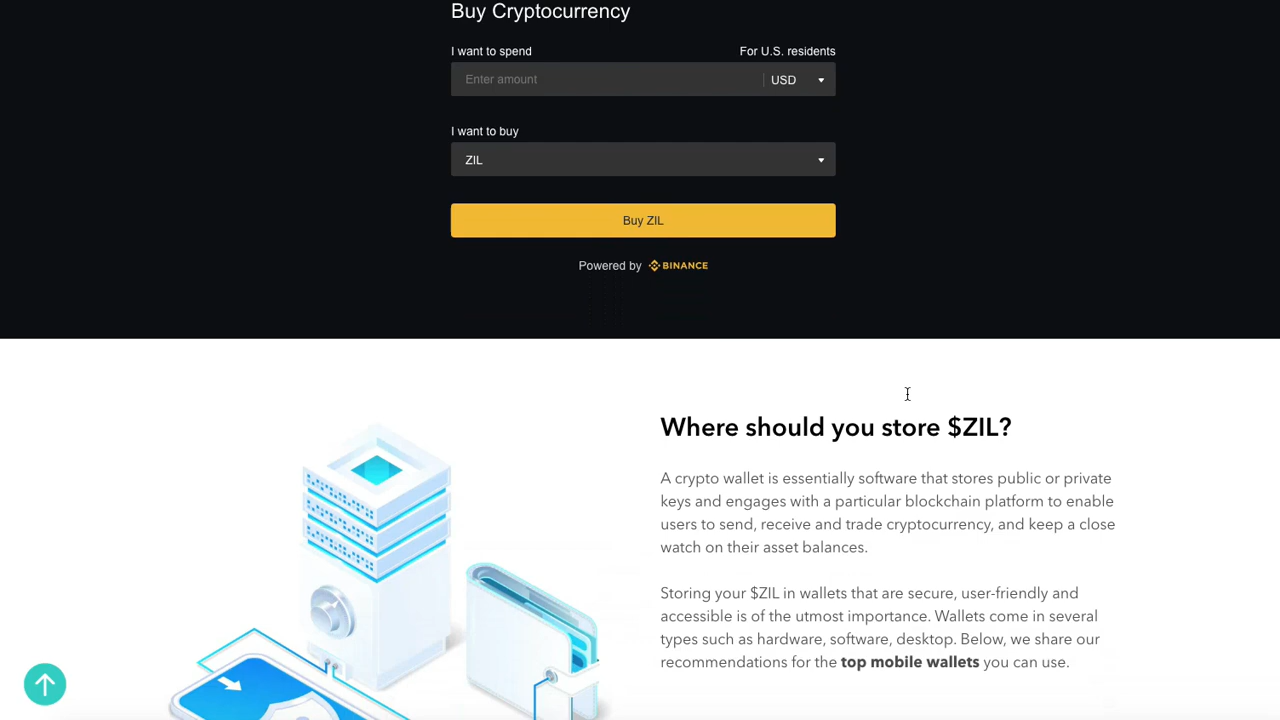 Buy Cryptocurrency
I want to spend
For U.S. residents
Enter amount
USD
I want to buy
ZIL
Buy ZIL
Powered by BINANCE
Where should you store $ZIL?
A crypto wallet is essentially software that stores public or private
keys and engages with a particular blockchain platform to enable
users to send, receive and trade cryptocurrency, and keep a close
watch on their asset balances.
Storing your $ZIL in wallets that are secure, user-friendly and
accessible is of the utmost importance. Wallets come in several
types such as hardware, software, desktop. Below, we share our
recommendations for the top mobile wallets you can use.